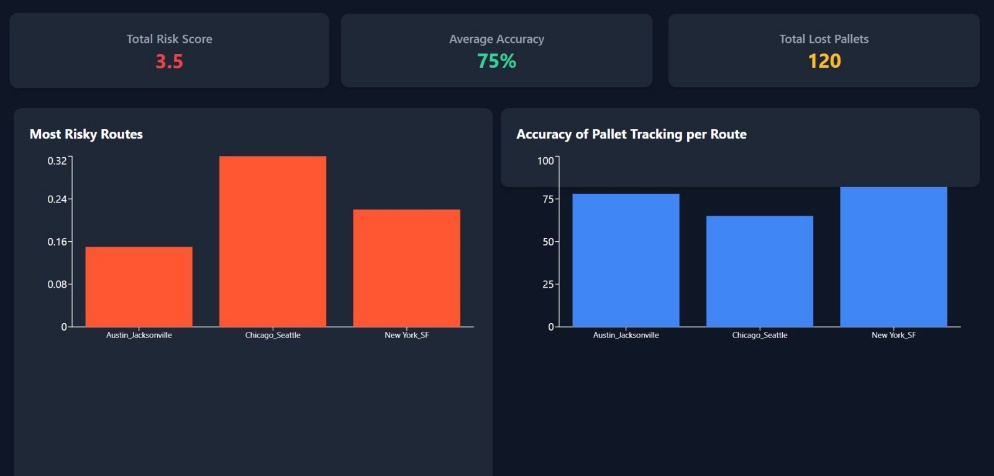 Total Risk Score
3.5
Average Accuracy
75%
Total Lost Pallets
120
Most Risky Routes
0.32
0.24
0.16
0.08
0
Austin_Jacksonville
Chicago_Seattle
New York_SF
Accuracy of Pallet Tracking per Route
100
75
50
25
0
Austin_Jacksonville
Chicago_Seattle
New York_SF